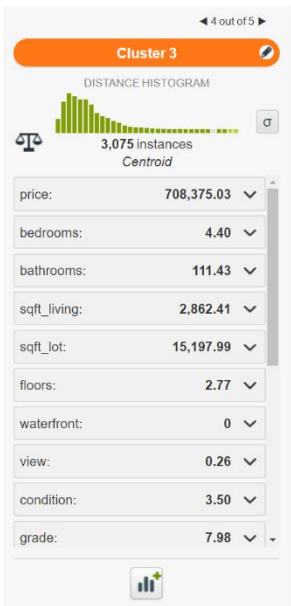 ◀ 4 out of 5 ▶
Cluster 3
DISTANCE HISTOGRAM
σ
3,075 instances
Centroid
price: 708,375.03
bedrooms: 4.40
bathrooms: 111.43
sqft_living: 2,862.41
sqft_lot: 15,197.99
floors: 2.77
waterfront: 0
view: 0.26
condition: 3.50
grade: 7.98